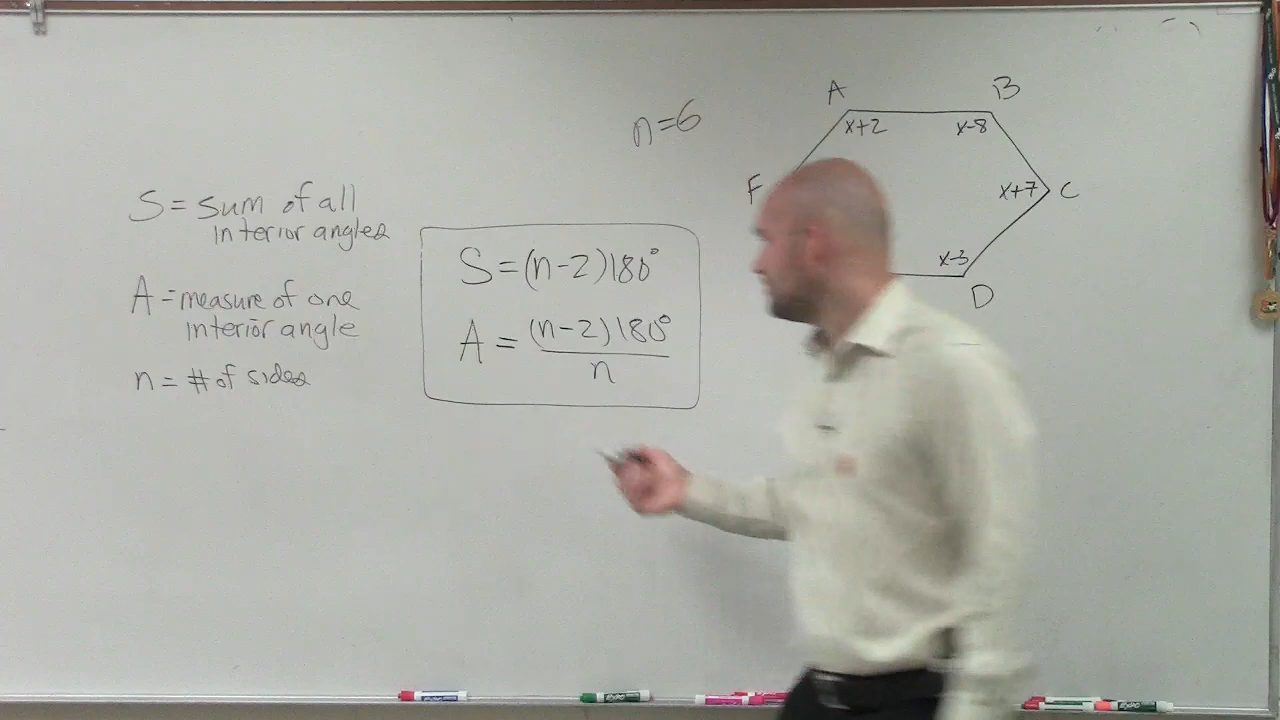 A
B
n=6
x+2
x-8
F
x+7
C
S = sum of all
interior angles
x-3
D
S = (n-2)180°
A = measure of one
interior angle
A = (n-2)180°
n
n = # of sides